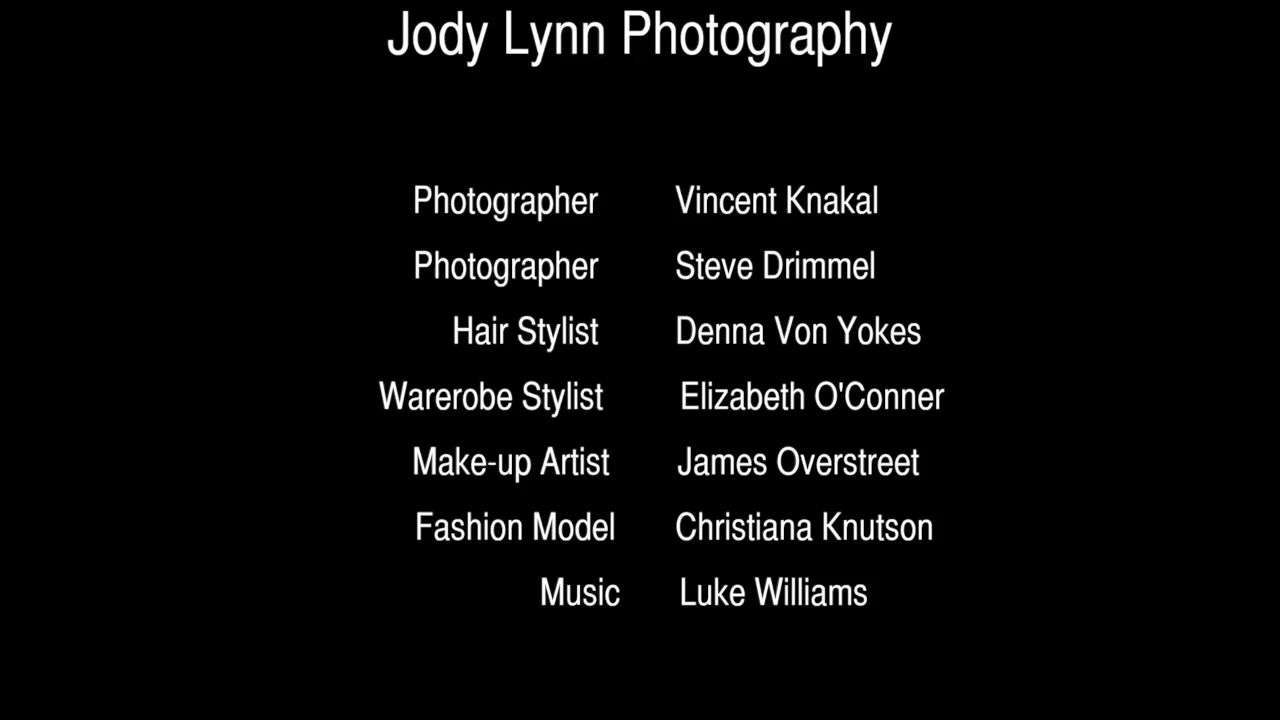 Jody Lynn Photography
Photographer Vincent Knakal
Photographer Steve Drimmel
Hair Stylist Denna Von Yokes
Warerobe Stylist Elizabeth O'Conner
Make-up Artist James Overstreet
Fashion Model Christiana Knutson
Music Luke Williams